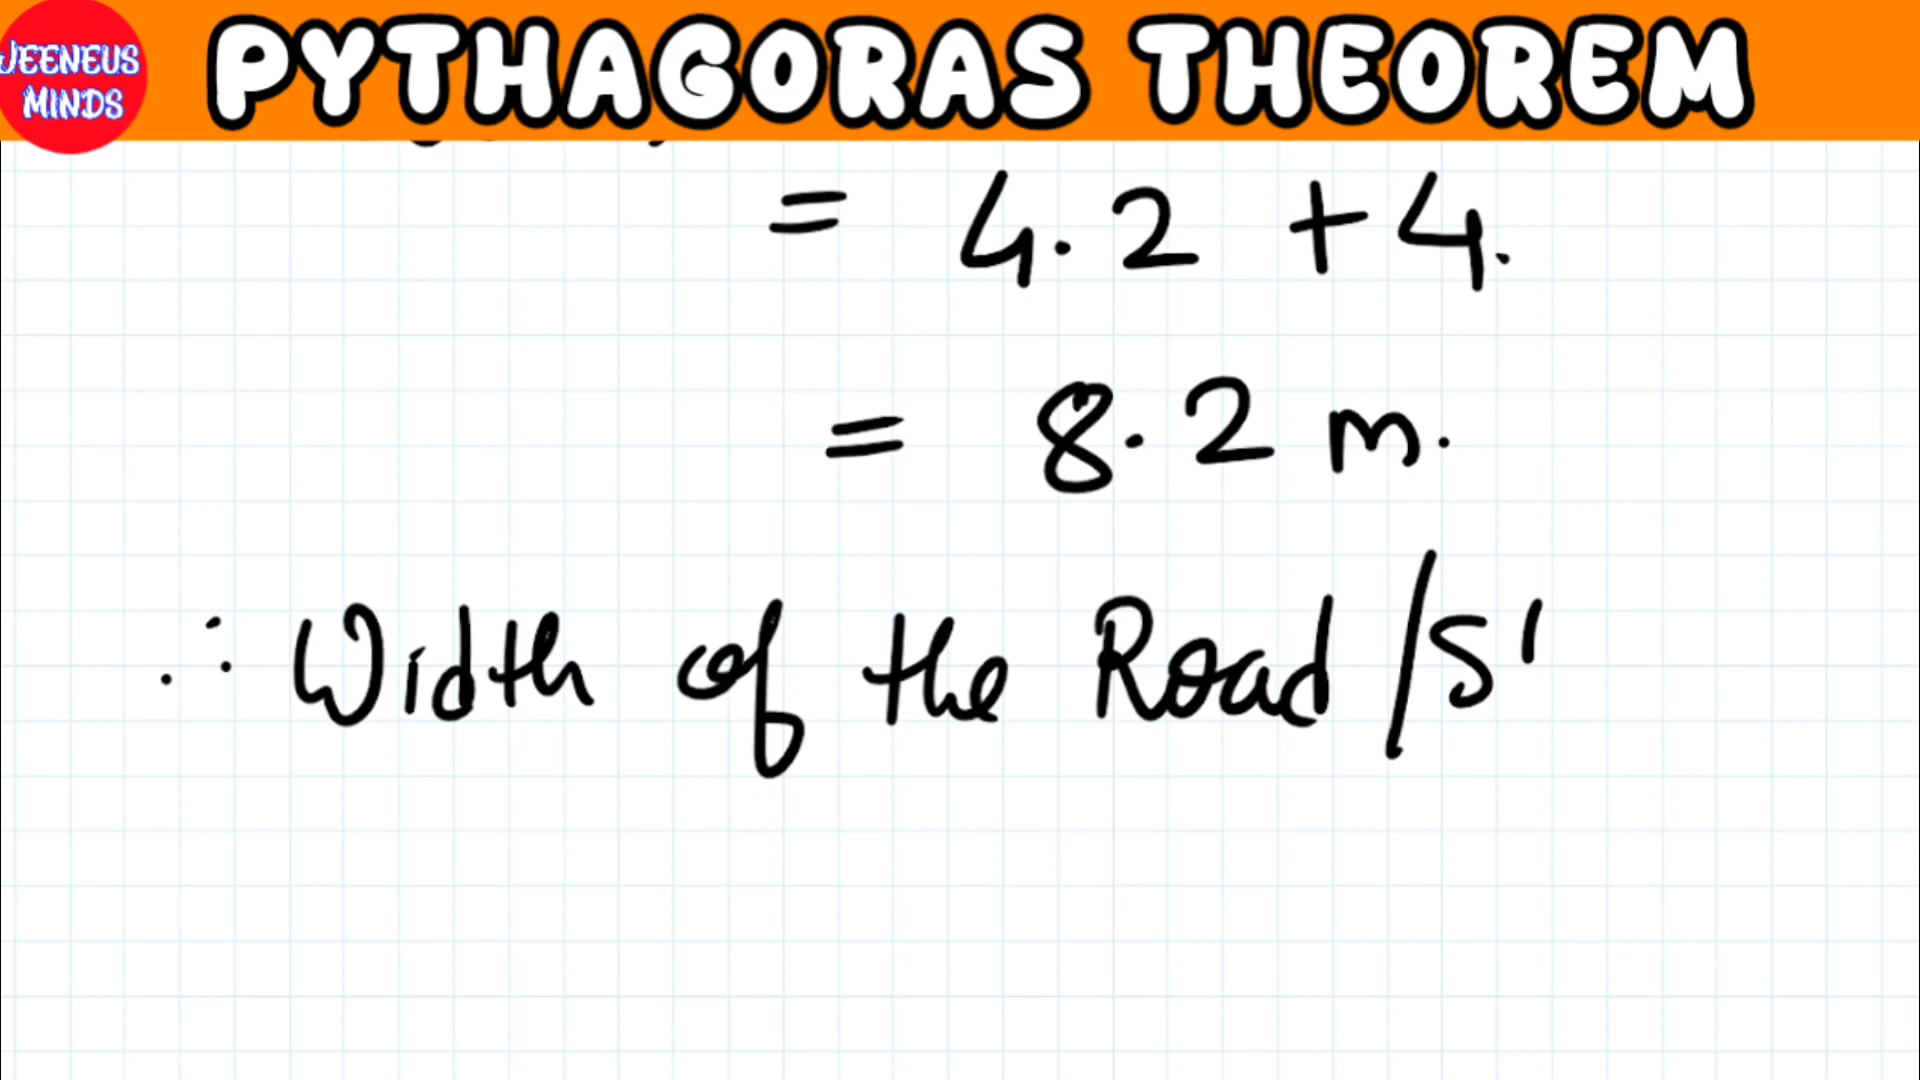 JEENEUS
MINDS
PYTHAGORAS THEOREM
= 4.2 + 4.
= 8.2 m.
∴ Width of the Road /S